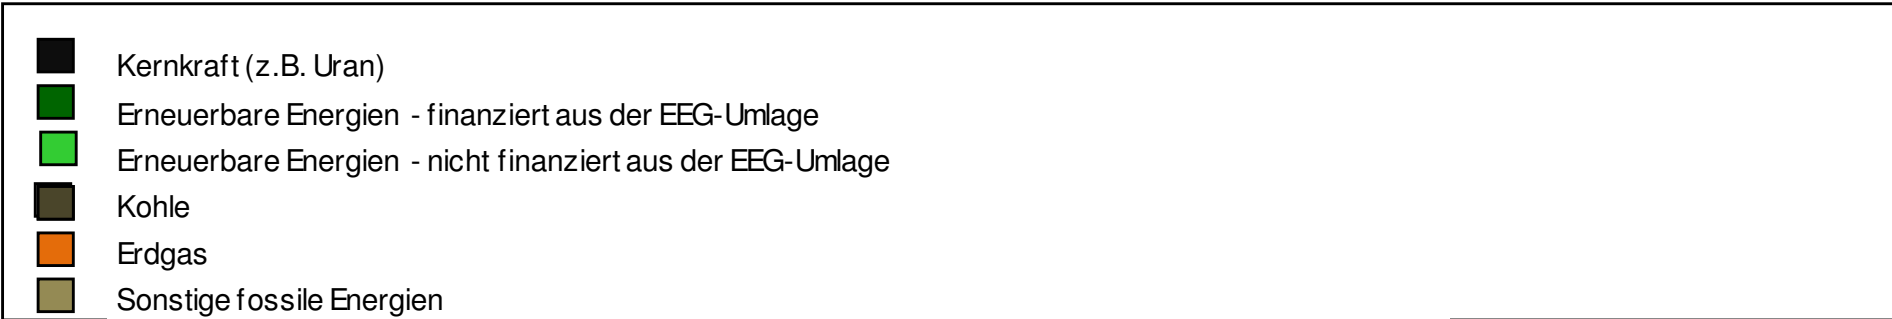 Kernkraft (z.B. Uran)
Erneuerbare Energien - finanziert aus der EEG-Umlage
Erneuerbare Energien - nicht finanziert aus der EEG-Umlage
Kohle
Erdgas
Sonstige fossile Energien